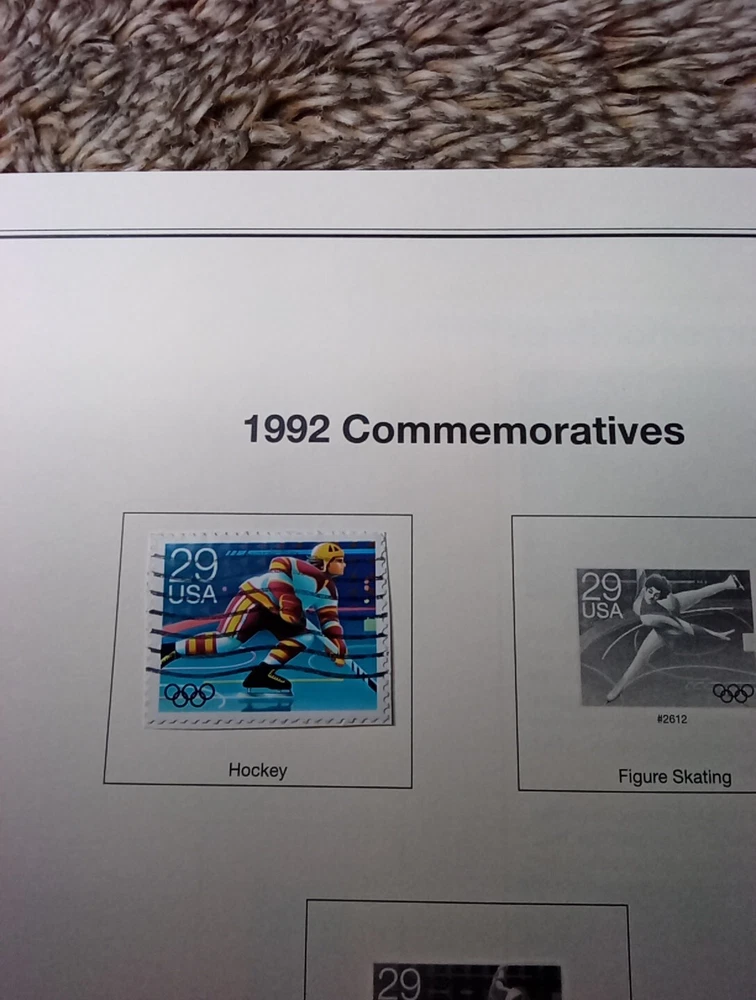 1992 Commemoratives
29
USA
Hockey
29
USA
#2612
Figure Skating
29